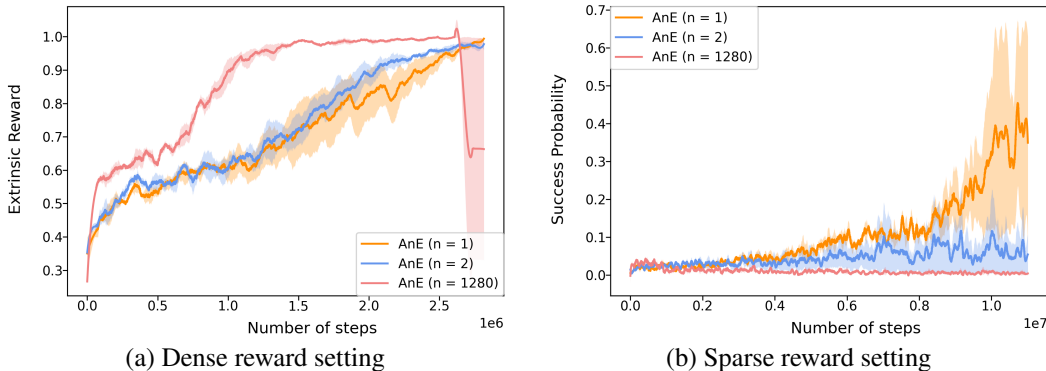 Extrinsic Reward
1.0
0.9
0.8
0.7
0.6
0.5
0.4
0.3
AnE (n = 1)
AnE (n = 2)
AnE (n = 1280)
0.0 0.5 1.0 1.5 2.0 2.5
1e6
Number of steps
(a) Dense reward setting
Success Probability
0.7
0.6
0.5
0.4
0.3
0.2
0.1
0.0
AnE (n = 1)
AnE (n = 2)
AnE (n = 1280)
0.0 0.2 0.4 0.6 0.8 1.0
1e7
Number of steps
(b) Sparse reward setting